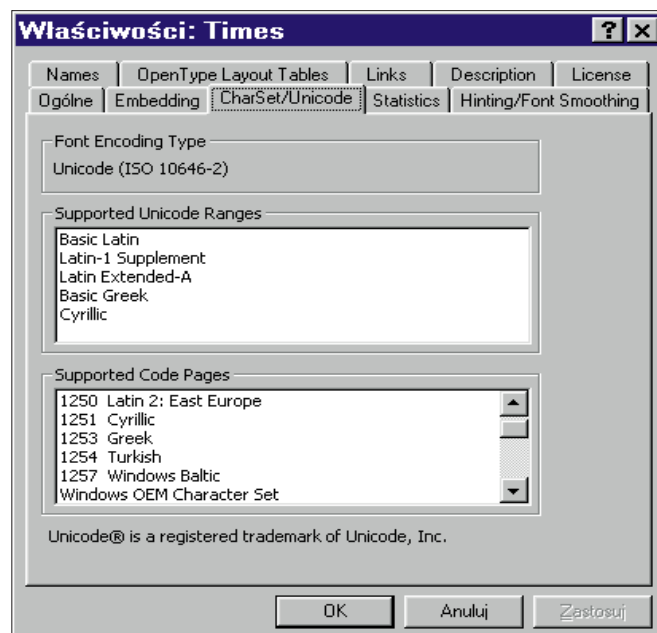 Właściwości: Times
Names OpenType Layout Tables Links Description License
Ogólne Embedding CharSet/Unicode Statistics Hinting/Font Smoothing
Font Encoding Type
Unicode (ISO 10646-2)
Supported Unicode Ranges
Basic Latin
Latin-1 Supplement
Latin Extended-A
Basic Greek
Cyrillic
Supported Code Pages
1250 Latin 2: East Europe
1251 Cyrillic
1253 Greek
1254 Turkish
1257 Windows Baltic
Windows OEM Character Set
Unicode® is a registered trademark of Unicode, Inc.
OK Anuluj Zastosuj